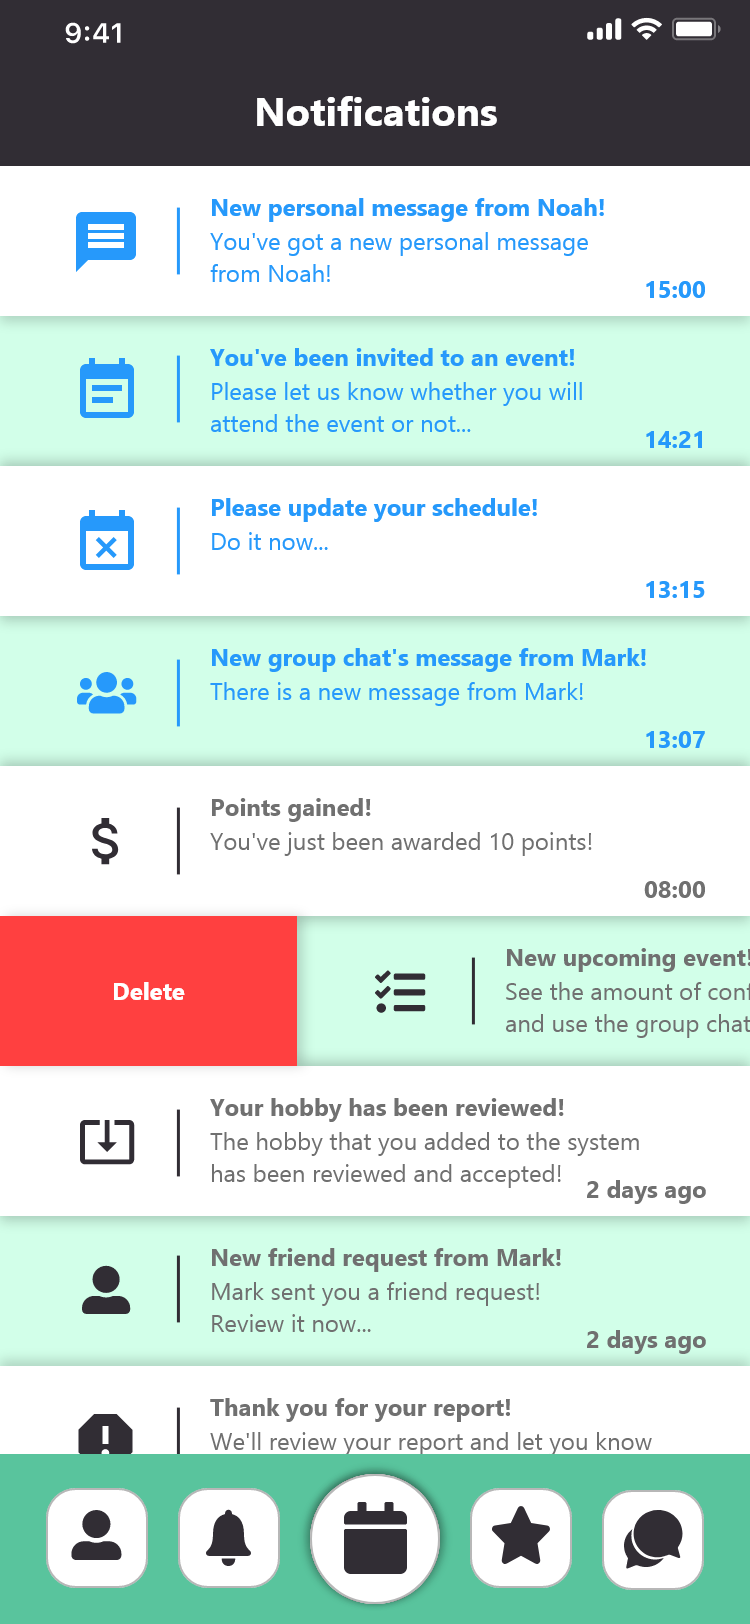 9:41
Notifications
New personal message from Noah!
You've got a new personal message
from Noah!
15:00
You've been invited to an event!
Please let us know whether you will
attend the event or not...
14:21
Please update your schedule!
Do it now...
13:15
New group chat's message from Mark!
There is a new message from Mark!
13:07
Points gained!
You've just been awarded 10 points!
08:00
Delete
New upcoming event!
See the amount of
and use the group chat
Your hobby has been reviewed!
The hobby that you added to the system
has been reviewed and accepted!
2 days ago
New friend request from Mark!
Mark sent you a friend request!
Review it now...
2 days ago
Thank you for your report!
We'll review your report and let you know